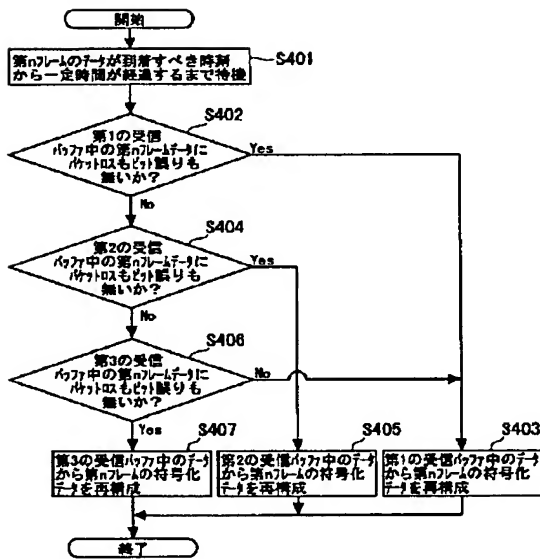 開始
第nフレームのデータが到着すべき時刻
から一定時間が経過するまで待機
S401
S402
第1の受信
バッファ中の第nフレームデータに
パケットロスもビット誤りも
無いか？
Yes
No
S404
第2の受信
バッファ中の第nフレームデータに
パケットロスもビット誤りも
無いか？
Yes
No
S406
第3の受信
バッファ中の第nフレームデータに
パケットロスもビット誤りも
無いか？
No
Yes
S407
S405
S403
第3の受信バッファ中のデータ
から第nフレームの符号化
データを再構成
第2の受信バッファ中のデータ
から第nフレームの符号化
データを再構成
第1の受信バッファ中のデータ
から第nフレームの符号化
データを再構成
終了